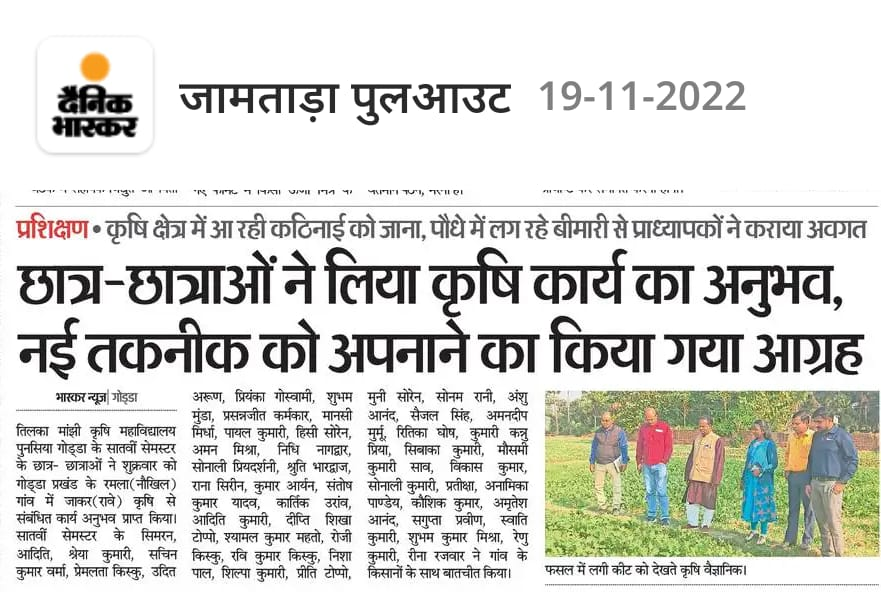 दैनिक
भास्कर
जामताड़ा पुलआउट 19-11-2022
प्रशिक्षण • कृषि क्षेत्र में आ रही कठिनाई को जाना, पौधे में लग रहे बीमारी से प्राध्यापकों ने कराया अवगत
छात्र-छात्राओं ने लिया कृषि कार्य का अनुभव,
नई तकनीक को अपनाने का किया गया आग्रह
भास्कर न्यूज | गोड्डा
तिलका मांझी कृषि महाविद्यालय
पुनसिया गोड्डा के सातवीं सेमस्टर
के छात्र- छात्राओं ने शुक्रवार को
गोड्डा प्रखंड के रमला(नौखिल)
गांव में जाकर(रावे) कृषि से
संबंधित कार्य अनुभव प्राप्त किया।
सातवीं सेमस्टर के सिमरन,
आदिति, श्रेया कुमारी, सचिन
कुमार वर्मा, प्रेमलता किस्कु, उदित
अरूण, प्रियंका गोस्वामी, शुभम
मुंडा, प्रसन्नजीत कर्मकार, मानसी
मिर्धा, पायल कुमारी, हिसी सोरेन,
अमन मिश्रा, निधि नागद्वार,
सोनाली प्रियदर्शनी, श्रुति भारद्वाज,
राना सिरीन, कुमार आर्यन, संतोष
कुमार यादव, कार्तिक उरांव,
आदिति कुमारी, दीप्ति शिखा
टोप्पो, श्यामल कुमार महतो, रोजी
किस्कु, रवि कुमार किस्कु, निशा
पाल, शिल्पा कुमारी, प्रीति टोप्पो,
मुनी सोरेन, सोनम रानी, अंशु
आनंद, सैजल सिंह, अमनदीप
मुर्मू, रितिका घोष, कुमारी कन्नु
प्रिया, सिबाका कुमारी, मौसमी
कुमारी साव, विकास कुमार,
सोनाली कुमारी, प्रतीक्षा, अनामिका
पाण्डेय, कौशिक कुमार, अमृतेश
आनंद, सगुप्ता प्रवीण, स्वाति
कुमारी, शुभम कुमार मिश्रा, रेणु
कुमारी, रीना रजवार ने गांव के
किसानों के साथ बातचीत किया।
फसल में लगी कीट को देखते कृषि वैज्ञानिक।